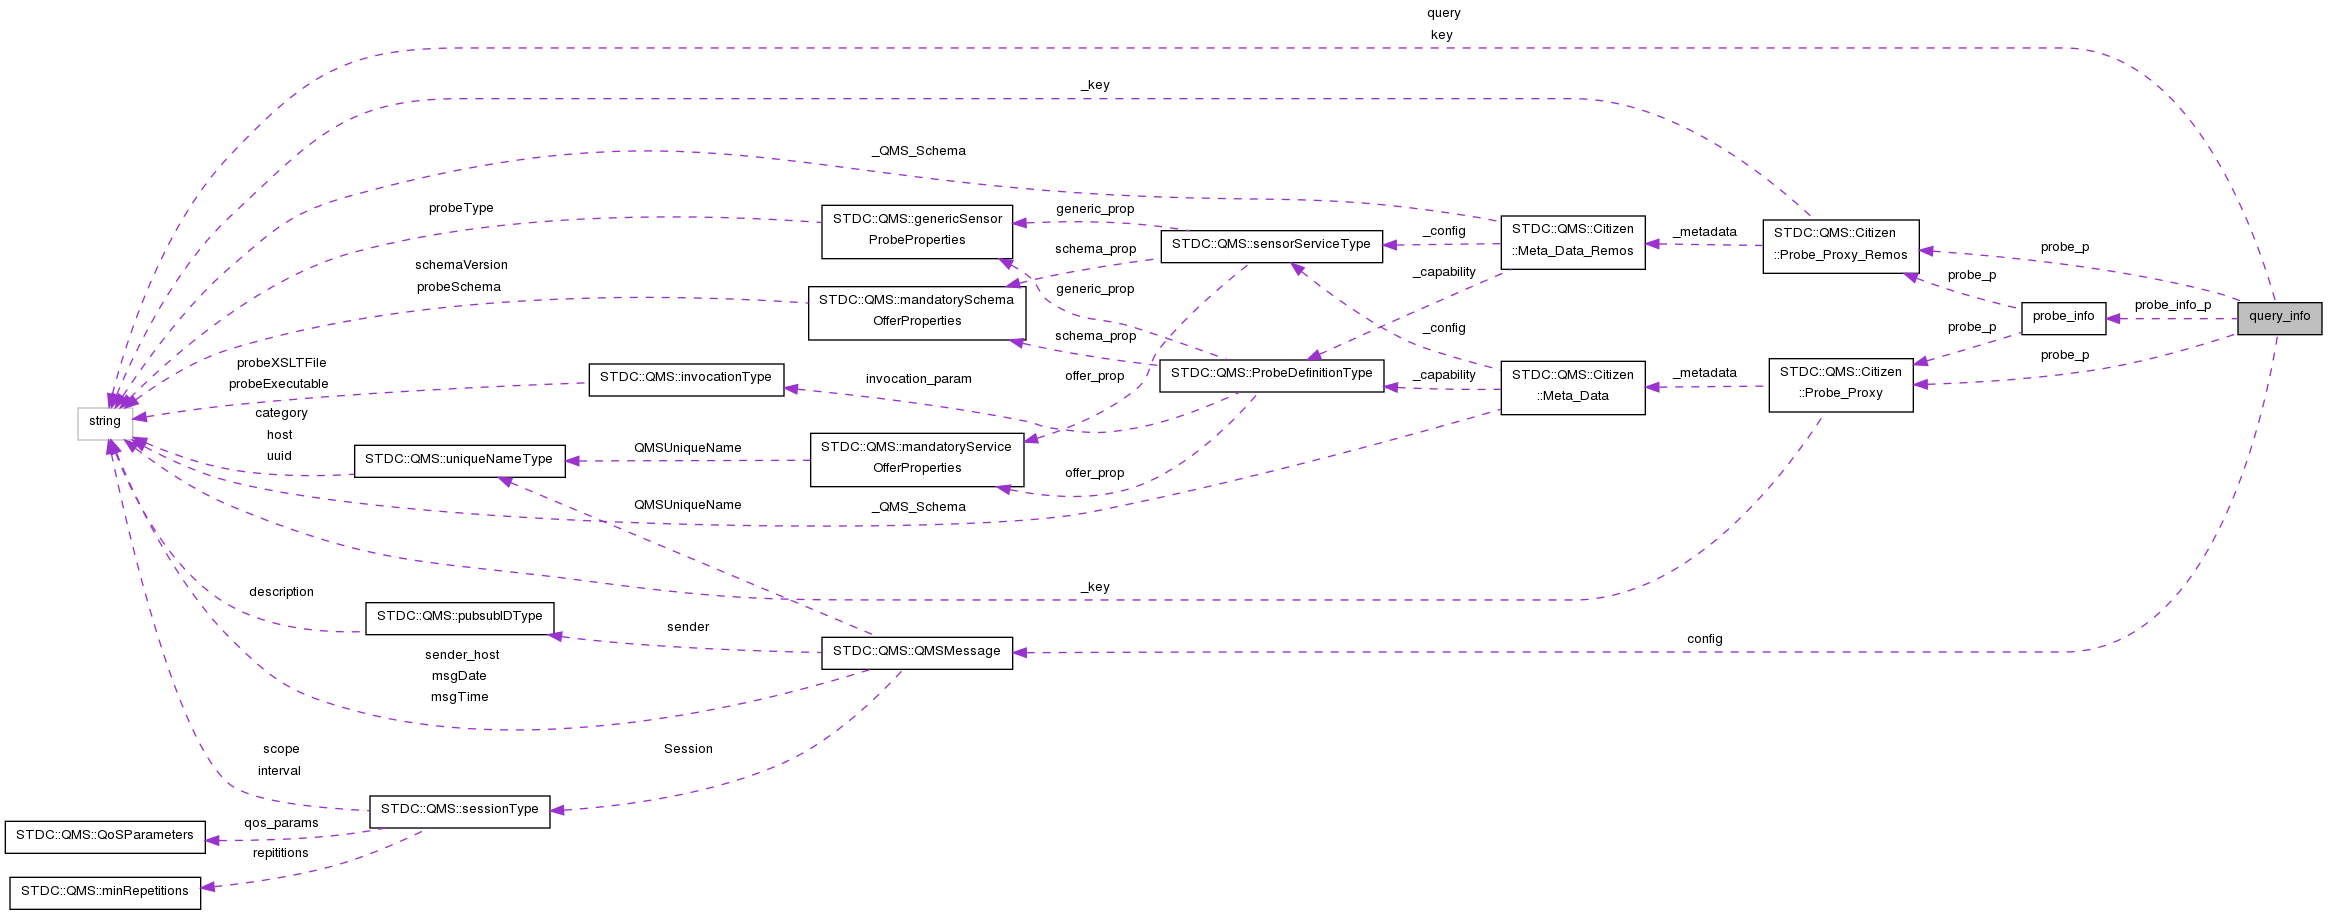 query
key
_key
_QMS_Schema
probeType
STDC::QMS::genericSensor
ProbeProperties
generic_prop
STDC::QMS::sensorServiceType
_config
STDC::QMS::Citizen
::Meta_Data_Remos
_metadata
STDC::QMS::Citizen
::Probe_Proxy_Remos
probe_p
schema_prop
schemaVersion
probeSchema
STDC::QMS::mandatorySchema
OfferProperties
generic_prop
_capability
probe_p
probe_info
probe_info_p
query_info
schema_prop
_config
probe_p
probe_p
probeXSLTFile
probeExecutable
STDC::QMS::invocationType
invocation_param
offer_prop
STDC::QMS::ProbeDefinitionType
_capability
STDC::QMS::Citizen
::Meta_Data
_metadata
STDC::QMS::Citizen
::Probe_Proxy
string
category
host
uuid
STDC::QMS::uniqueNameType
QMSUniqueName
STDC::QMS::mandatoryService
OfferProperties
offer_prop
QMSUniqueName
_QMS_Schema
_key
description
STDC::QMS::pubsubIDType
sender
STDC::QMS::QMSMessage
config
sender_host
msgDate
msgTime
Session
scope
interval
STDC::QMS::sessionType
STDC::QMS::QoSParameters
qos_params
repititions
STDC::QMS::minRepetitions